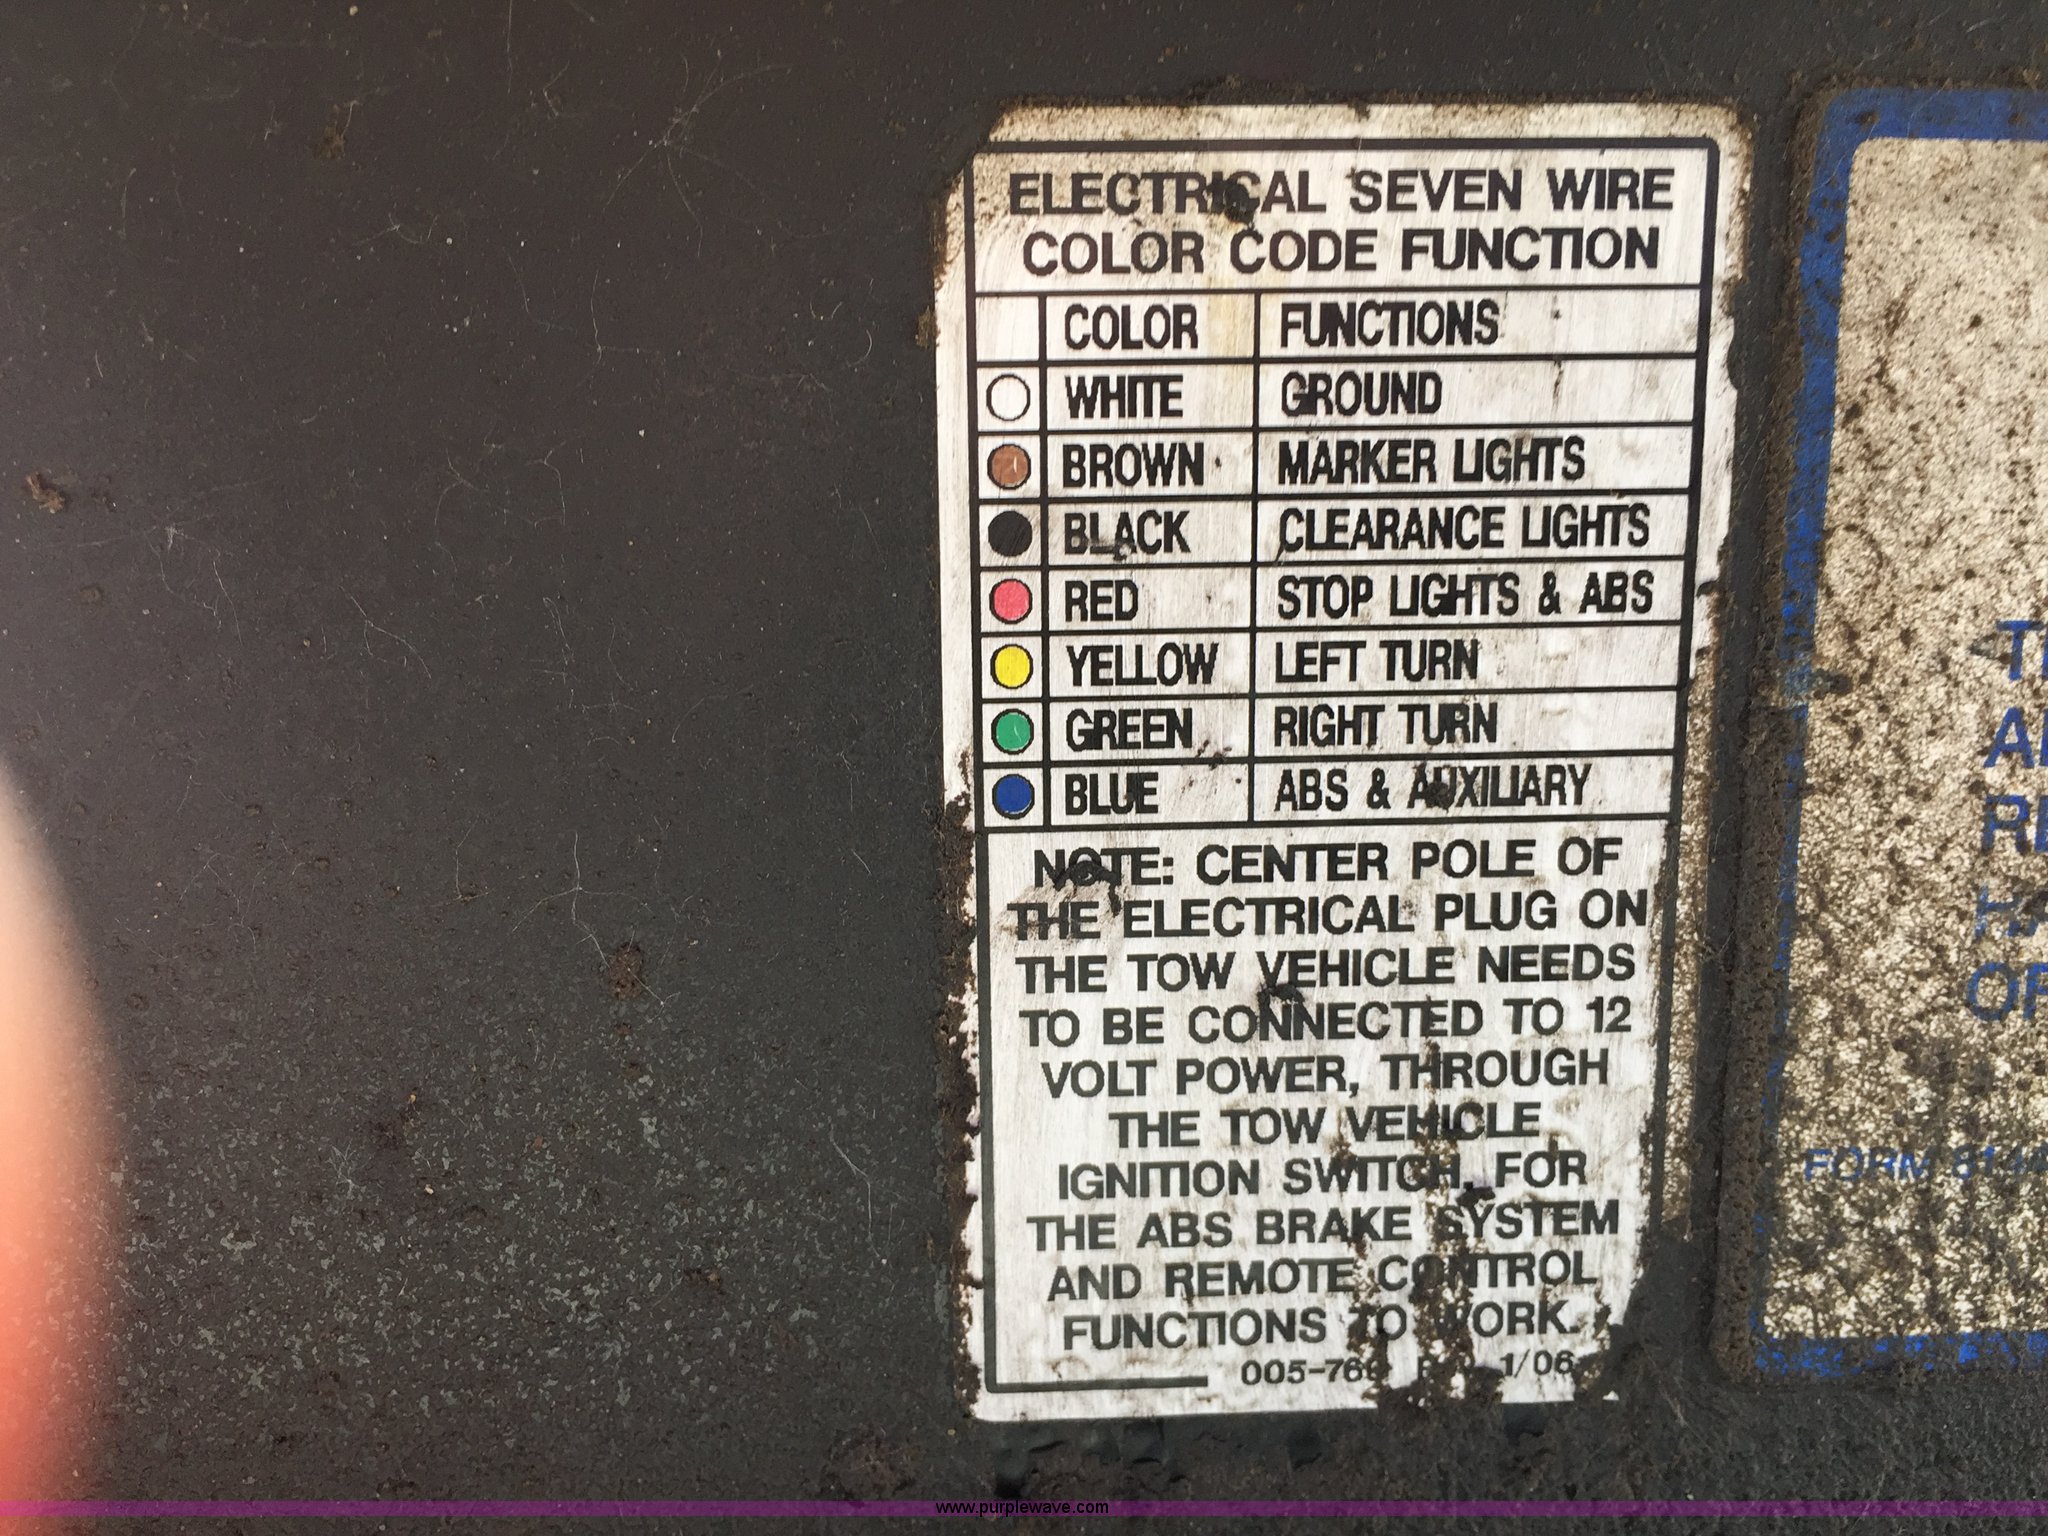 ELECTRICAL SEVEN WIRE
COLOR CODE FUNCTION
COLOR FUNCTIONS
WHITE GROUND
BROWN MARKER LIGHTS
BLACK CLEARANCE LIGHTS
RED STOP LIGHTS & ABS
YELLOW LEFT TURN
GREEN RIGHT TURN
BLUE ABS & AUXILIARY
NOTE: CENTER POLE OF
THE ELECTRICAL PLUG ON
THE TOW VEHICLE NEEDS
TO BE CONNECTED TO 12
VOLT POWER, THROUGH
THE TOW VEHICLE
IGNITION SWITCH, FOR
THE ABS BRAKE SYSTEM
AND REMOTE CONTROL
FUNCTIONS TO WORK.
1/06
FORM
www.purplewave.com